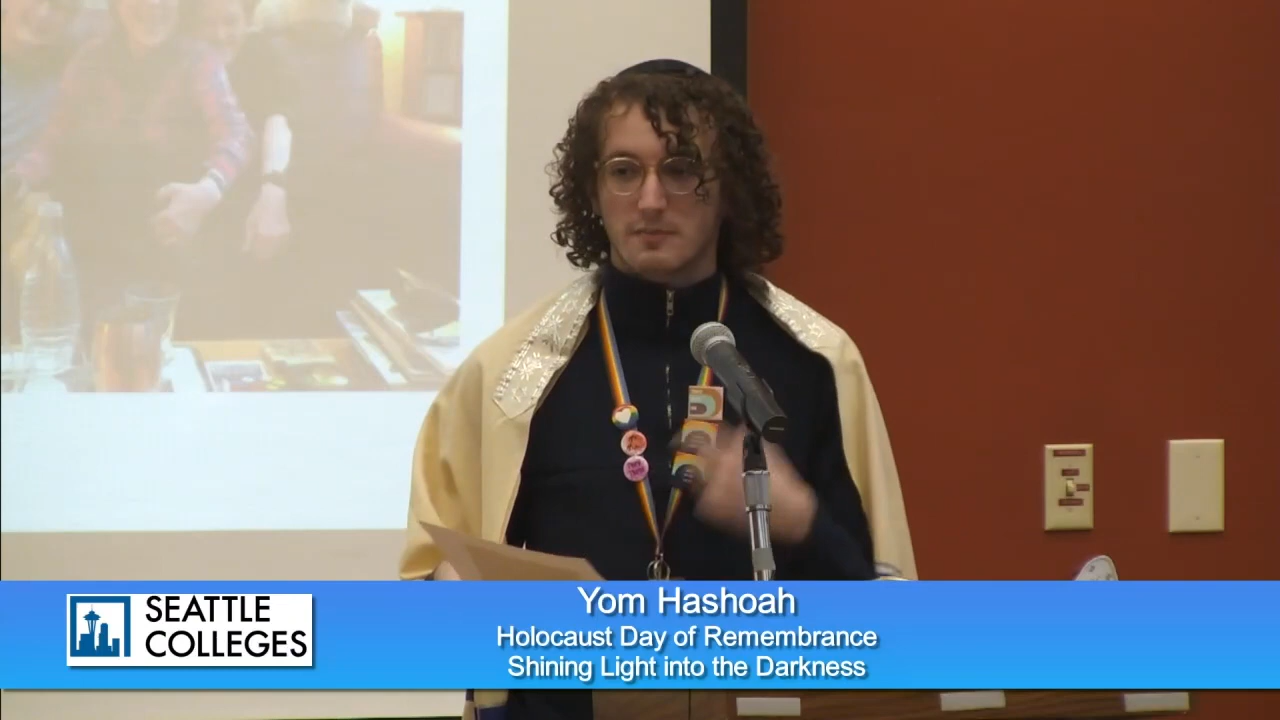 SEATTLE
COLLEGES
Yom Hashoah
Holocaust Day of Remembrance
Shining Light into the Darkness